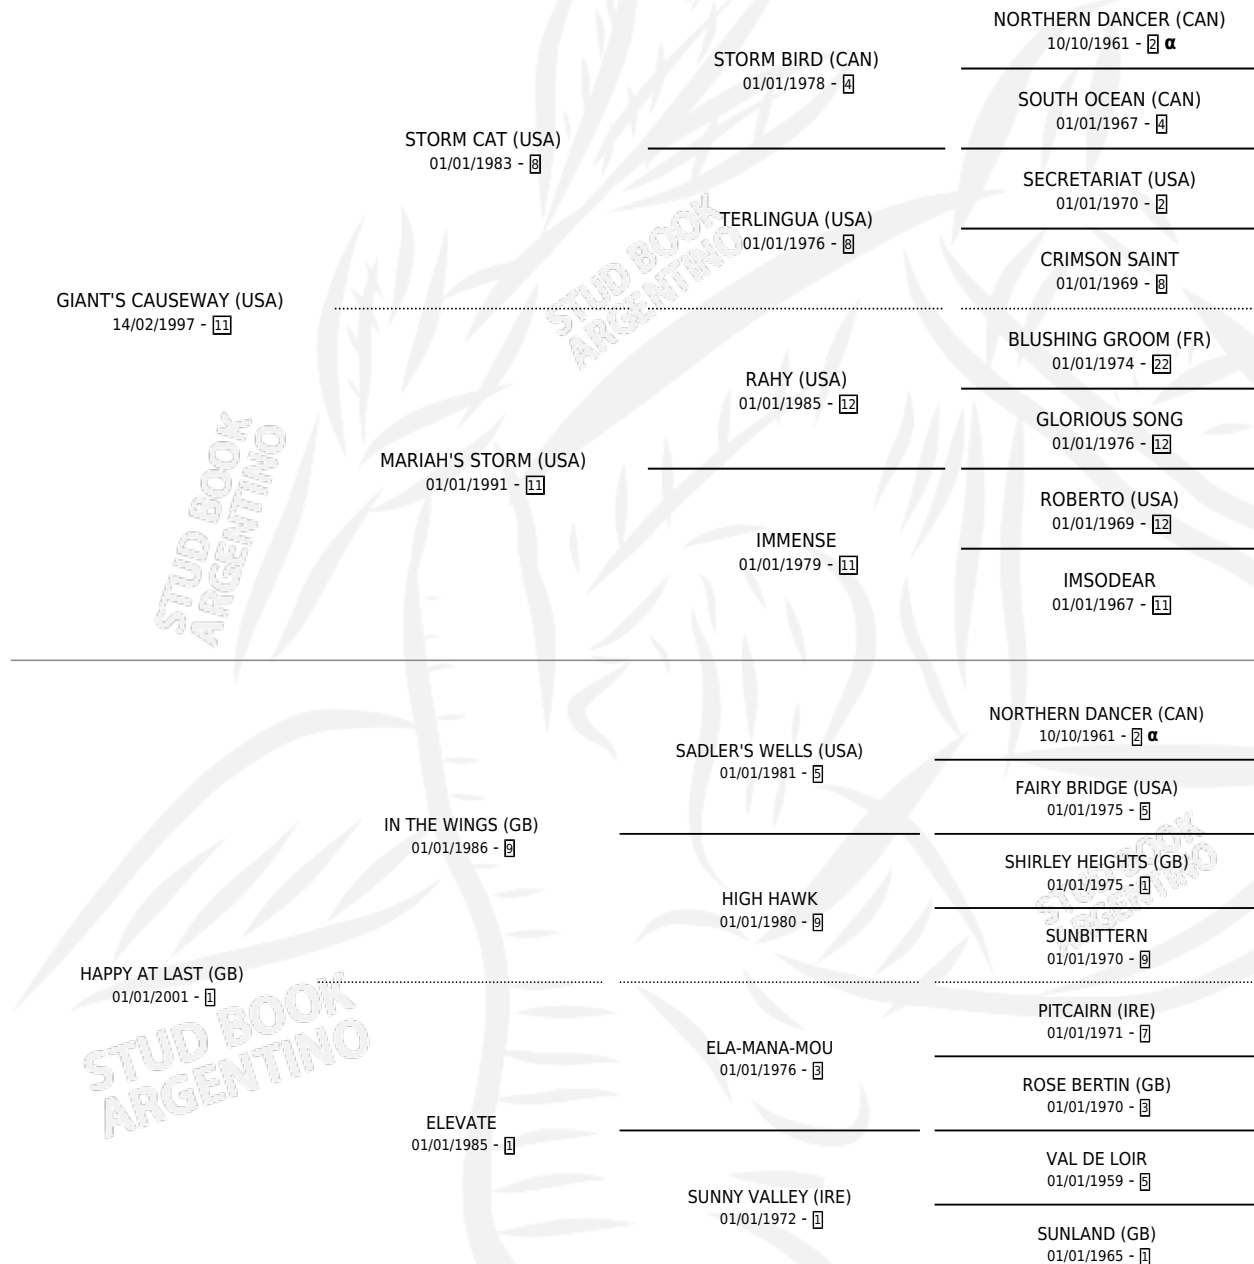 NORTHERN DANCER (CAN)
10/10/1961 - 2 α
STORM BIRD (CAN)
01/01/1978 - 4
SOUTH OCEAN (CAN)
01/01/1967 - 4
STORM CAT (USA)
01/01/1983 - 8
SECRETARIAT (USA)
01/01/1970 - 2
TERLINGUA (USA)
01/01/1976 - 8
CRIMSON SAINT
01/01/1969 - 8
GIANT'S CAUSEWAY (USA)
14/02/1997 - 11
BLUSHING GROOM (FR)
01/01/1974 - 22
RAHY (USA)
01/01/1985 - 12
GLORIOUS SONG
01/01/1976 - 12
MARIAH'S STORM (USA)
01/01/1991 - 11
ROBERTO (USA)
01/01/1969 - 12
IMMENSE
01/01/1979 - 11
IMSODEAR
01/01/1967 - 11
NORTHERN DANCER (CAN)
10/10/1961 - 2 α
SADLER'S WELLS (USA)
01/01/1981 - 5
FAIRY BRIDGE (USA)
01/01/1975 - 5
IN THE WINGS (GB)
01/01/1986 - 9
SHIRLEY HEIGHTS (GB)
01/01/1975 - 1
HIGH HAWK
01/01/1980 - 9
SUNBITTERN
01/01/1970 - 9
HAPPY AT LAST (GB)
01/01/2001 - 1
PITCAIRN (IRE)
01/01/1971 - 7
ELA-MANA-MOU
01/01/1976 - 3
ROSE BERTIN (GB)
01/01/1970 - 3
ELEVATE
01/01/1985 - 1
VAL DE LOIR
01/01/1959 - 5
SUNNY VALLEY (IRE)
01/01/1972 - 1
SUNLAND (GB)
01/01/1965 - 1
STUD BOOK
ARGENTINO
STUD BOOK
ARGENTINO
STUD BOOK
ARGENTINO
STUD BOOK
ARGENTINO